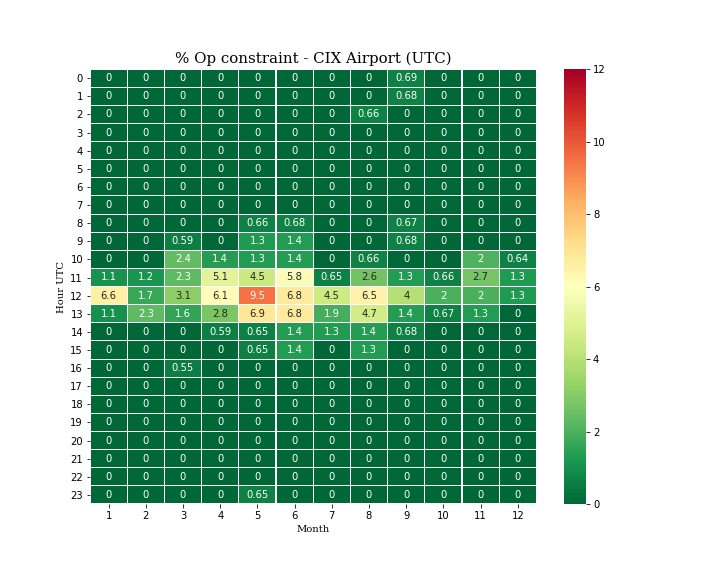 % Op constraint - CIX Airport (UTC)
0 0 0 0 0 0 0 0 0 0.69 0 0 0
1 0 0 0 0 0 0 0 0 0.68 0 0 0
2 0 0 0 0 0 0 0 0.66 0 0 0 0
3 0 0 0 0 0 0 0 0 0 0 0 0
4 0 0 0 0 0 0 0 0 0 0 0 0
5 0 0 0 0 0 0 0 0 0 0 0 0
6 0 0 0 0 0 0 0 0 0 0 0 0
7 0 0 0 0 0 0 0 0 0 0 0 0
8 0 0 0 0 0.66 0.68 0 0 0.67 0 0 0
9 0 0 0.59 0 1.3 1.4 0 0 0.68 0 0 0
10 0 0 2.4 1.4 1.3 1.4 0 0.66 0 0 2 0.64
11 1.1 1.2 2.3 5.1 4.5 5.8 0.65 2.6 1.3 0.66 2.7 1.3
12 6.6 1.7 3.1 6.1 9.5 6.8 4.5 6.5 4 2 2 1.3
13 1.1 2.3 1.6 2.8 6.9 6.8 1.9 4.7 1.4 0.67 1.3 0
14 0 0 0 0.59 0.65 1.4 1.3 1.4 0.68 0 0 0
15 0 0 0 0 0.65 1.4 0 1.3 0 0 0 0
16 0 0 0.55 0 0 0 0 0 0 0 0 0
17 0 0 0 0 0 0 0 0 0 0 0 0
18 0 0 0 0 0 0 0 0 0 0 0 0
19 0 0 0 0 0 0 0 0 0 0 0 0
20 0 0 0 0 0 0 0 0 0 0 0 0
21 0 0 0 0 0 0 0 0 0 0 0 0
22 0 0 0 0 0 0 0 0 0 0 0 0
23 0 0 0 0 0.65 0 0 0 0 0 0 0
1 2 3 4 5 6 7 8 9 10 11 12
Month
Hour UTC
12
10
8
6
4
2
0